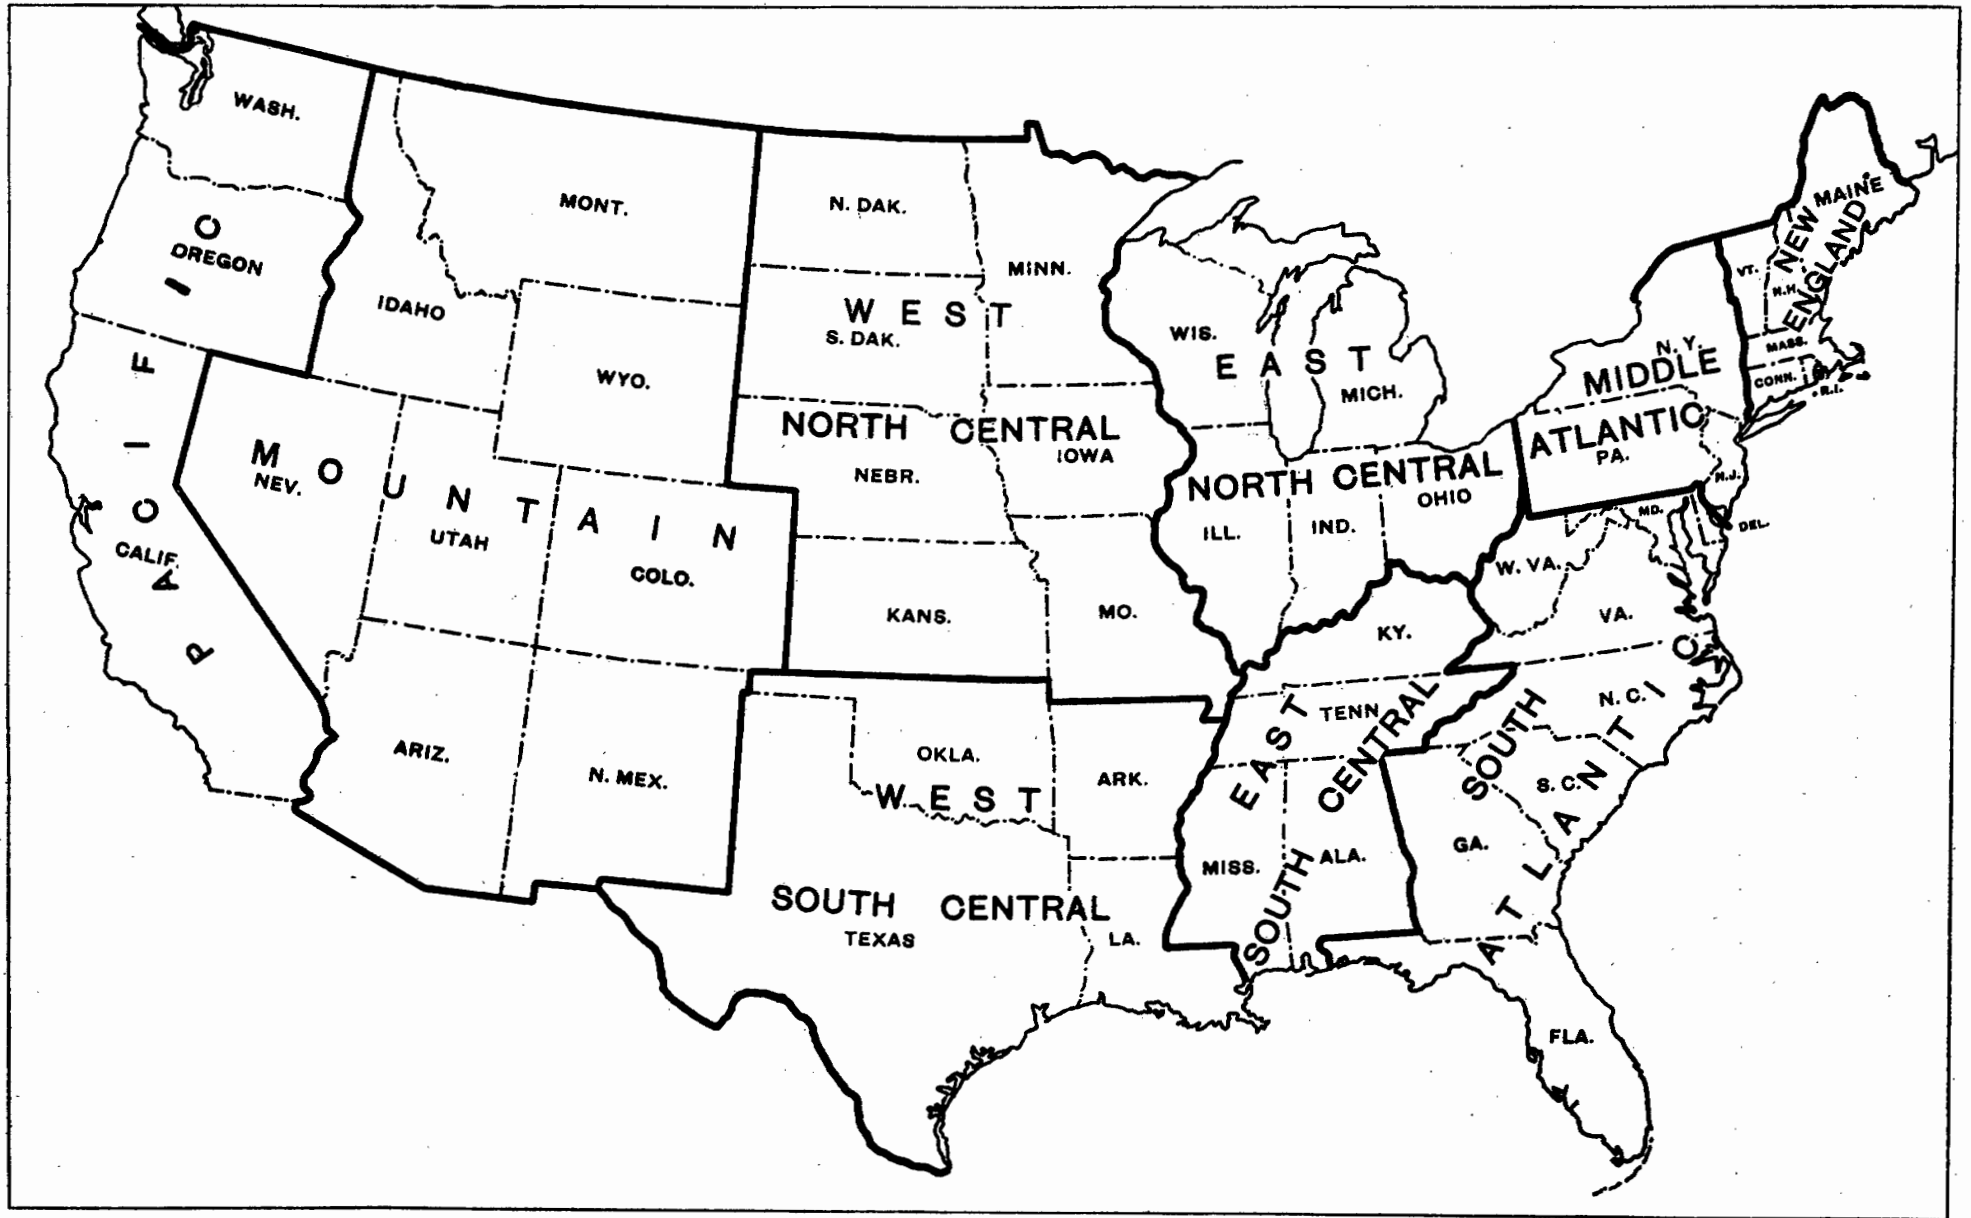 PACIFIC
WASH.
OREGON
CALIF.
MOUNTAIN
MONT.
IDAHO
WYO.
NEV.
UTAH
COLO.
ARIZ.
N. MEX.
WEST
NORTH CENTRAL
N. DAK.
MINN.
S. DAK.
NEBR.
IOWA
KANS.
MO.
WEST
SOUTH CENTRAL
OKLA.
ARK.
TEXAS
LA.
EAST
NORTH CENTRAL
WIS.
MICH.
ILL.
IND.
OHIO
EAST
SOUTH CENTRAL
KY.
TENN.
MISS.
ALA.
SOUTH
ATLANTIC
MD.
DEL.
W. VA.
VA.
N. C.
S. C.
GA.
FLA.
MIDDLE
ATLANTIC
N. Y.
PA.
N.J.
NEW
ENGLAND
MAINE
VT.
N.H.
MASS.
CONN.
R.I.